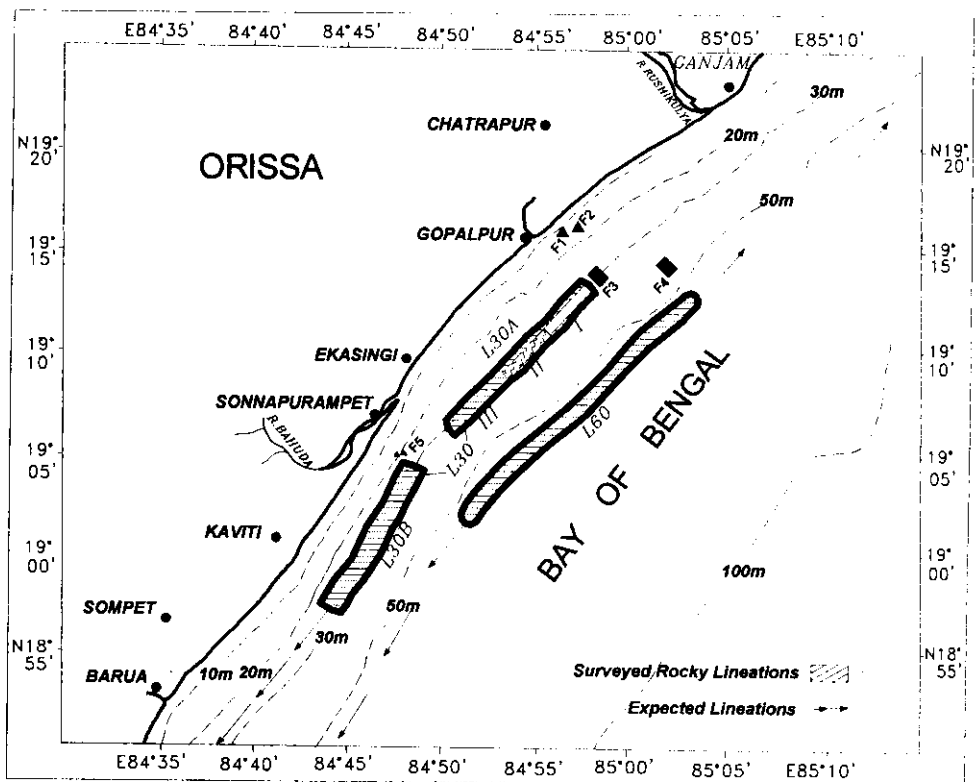 E84°35' 84°40' 84°45' 84°50' 84°55' 85°00' 85°05' E85°10'
GANJAM
R.RUSHIKULYA
30m
CHATRAPUR
20m
N19° 20'
N19° 20'
ORISSA
50m
F2
F1
GOPALPUR
19° 15'
19° 15'
F3
F4
L30A
I
EKASINGI
19° 10'
19° 10'
II
SONNAPURAMPET
III
L60
BAY OF BENGAL
R.BAHUDA
F5
L30
19° 05'
19° 05'
KAVITI
L30B
19° 00'
19° 00'
100m
SOMPET
50m
30m
N18° 55'
N18° 55'
BARUA
10m
20m
Surveyed Rocky Lineations
Expected Lineations
E84°35' 84°40' 84°45' 84°50' 84°55' 85°00' 85°05' E85°10'